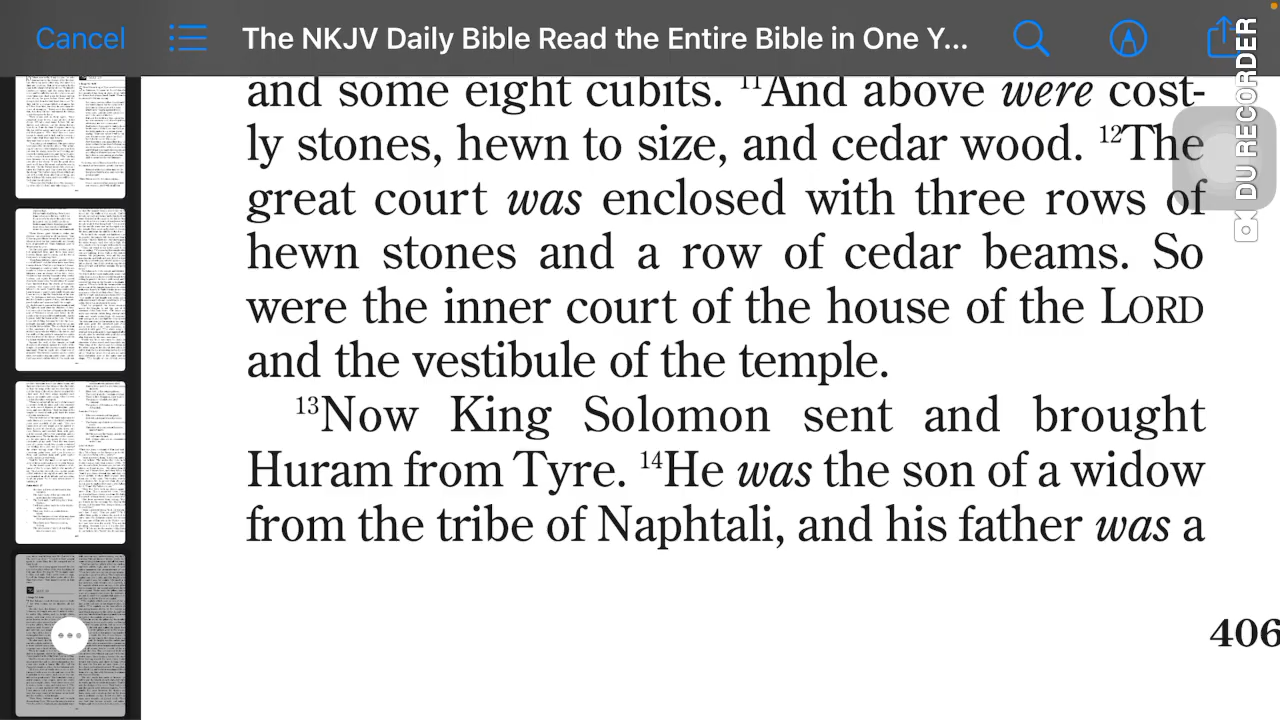 Cancel
The NKJV Daily Bible Read the Entire Bible in One Y...
and some eight cubits. ¹¹And above were cost-
ly stones, hewn to size, and cedar wood. ¹²The
great court was enclosed with three rows of
hewn stones and a row of cedar beams. So
were the inner court of the house of the LORD
and the vestibule of the temple.
¹³Now King Solomon sent and brought
Huram from Tyre. ¹⁴He was the son of a widow
from the tribe of Naphtali, and his father was a
406
DU RECORDER